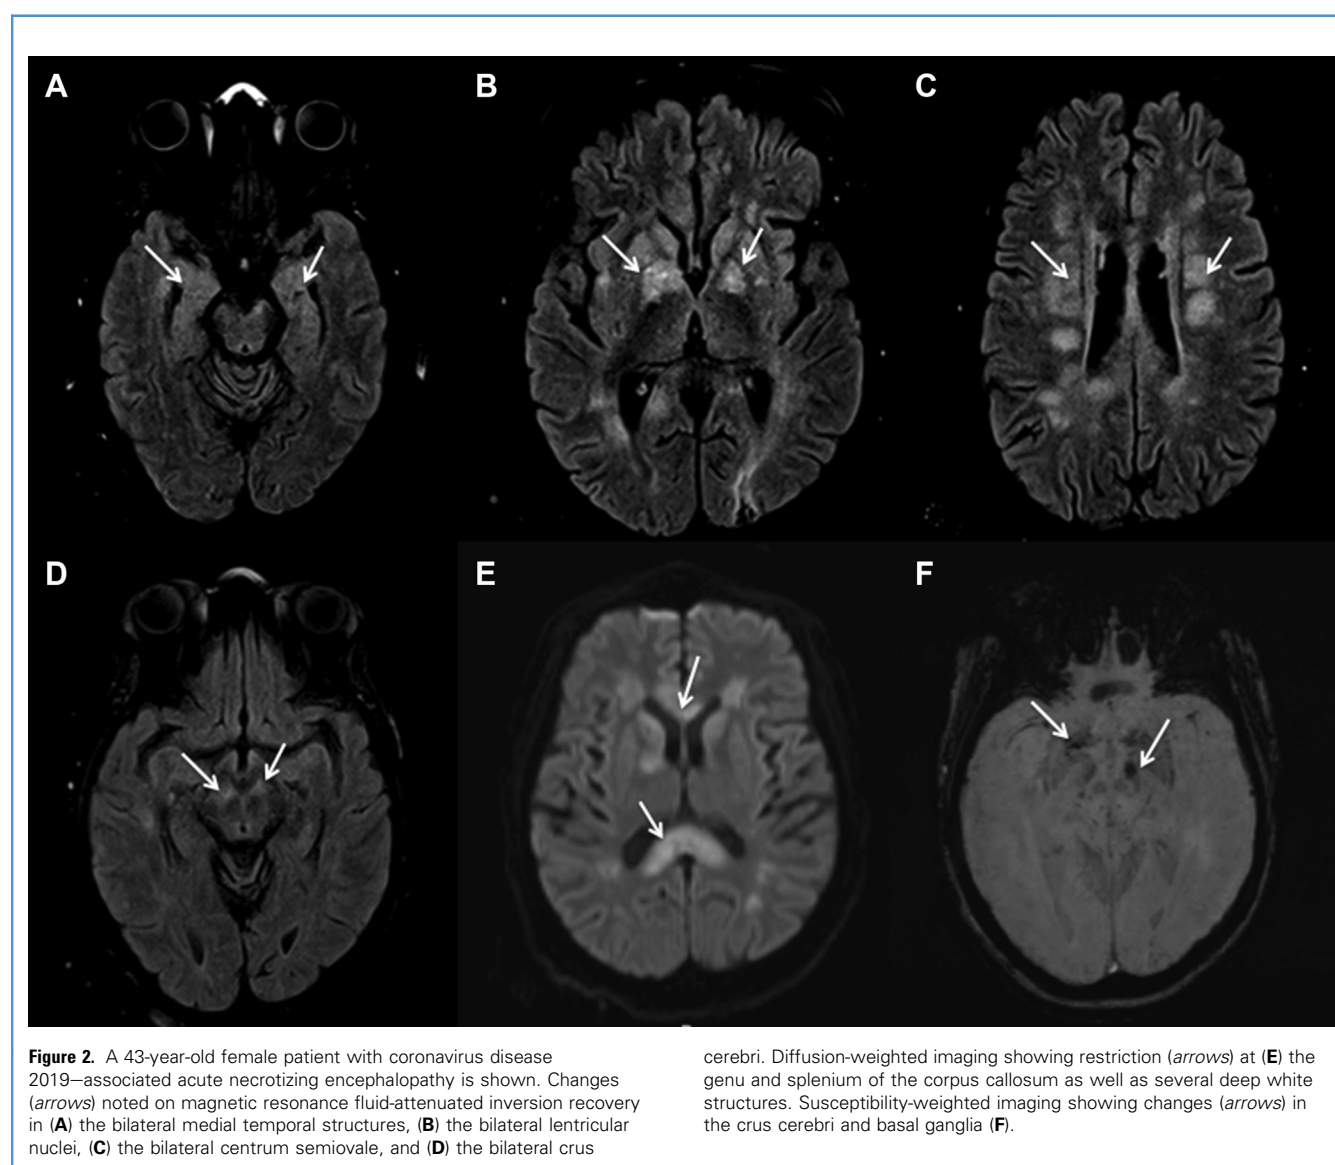 A
B
C
D
E
F
Figure 2. A 43-year-old female patient with coronavirus disease
2019–associated acute necrotizing encephalopathy is shown. Changes
(arrows) noted on magnetic resonance fluid-attenuated inversion recovery
in (A) the bilateral medial temporal structures, (B) the bilateral lentricular
nuclei, (C) the bilateral centrum semiovale, and (D) the bilateral crus
cerebri. Diffusion-weighted imaging showing restriction (arrows) at (E) the
genu and splenium of the corpus callosum as well as several deep white
structures. Susceptibility-weighted imaging showing changes (arrows) in
the crus cerebri and basal ganglia (F).